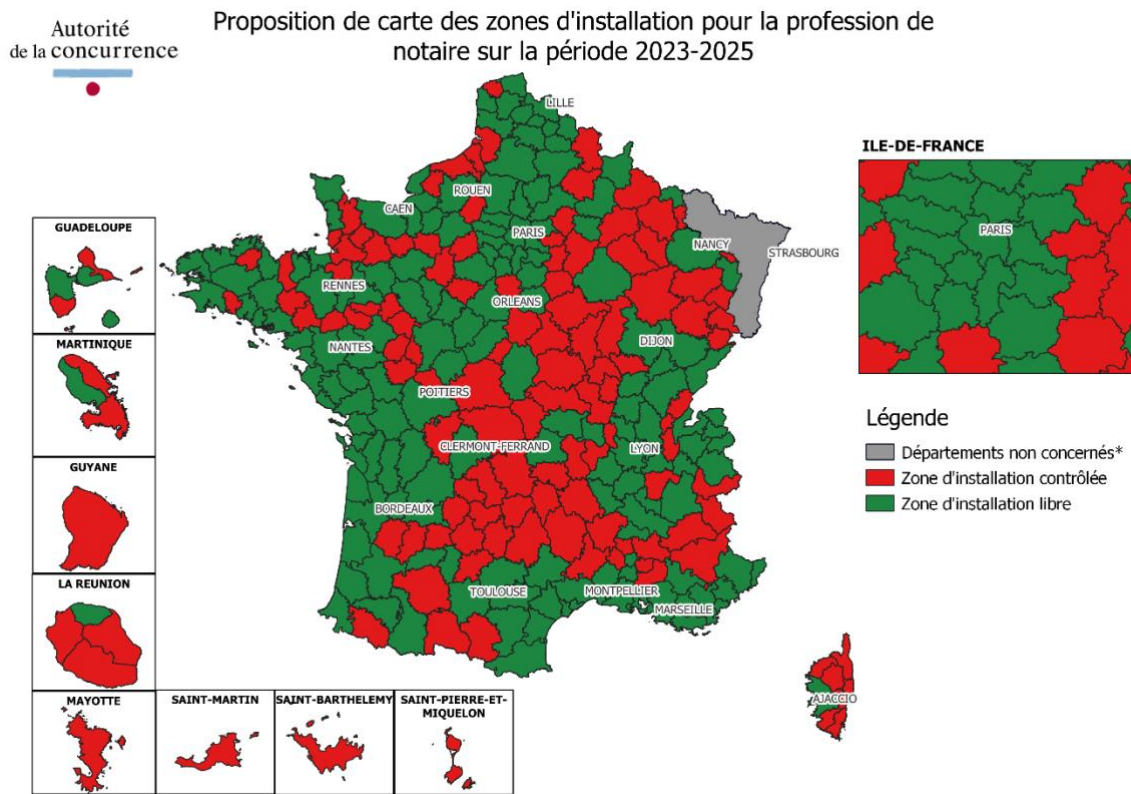 Autorité
de la concurrence
Proposition de carte des zones d'installation pour la profession de
notaire sur la période 2023-2025
LILLE
ROUEN
CAEN
PARIS
NANCY
STRASBOURG
RENNES
ORLEANS
NANTES
DIJON
POITIERS
CLERMONT-FERRAND
LYON
BORDEAUX
TOULOUSE
MONTPELLIER
MARSEILLE
AJACCIO
ILE-DE-FRANCE
PARIS
Légende
Départements non concernés*
Zone d'installation contrôlée
Zone d'installation libre
GUADELOUPE
MARTINIQUE
GUYANE
LA REUNION
MAYOTTE
SAINT-MARTIN
SAINT-BARTHELEMY
SAINT-PIERRE-ET-
MIQUELON